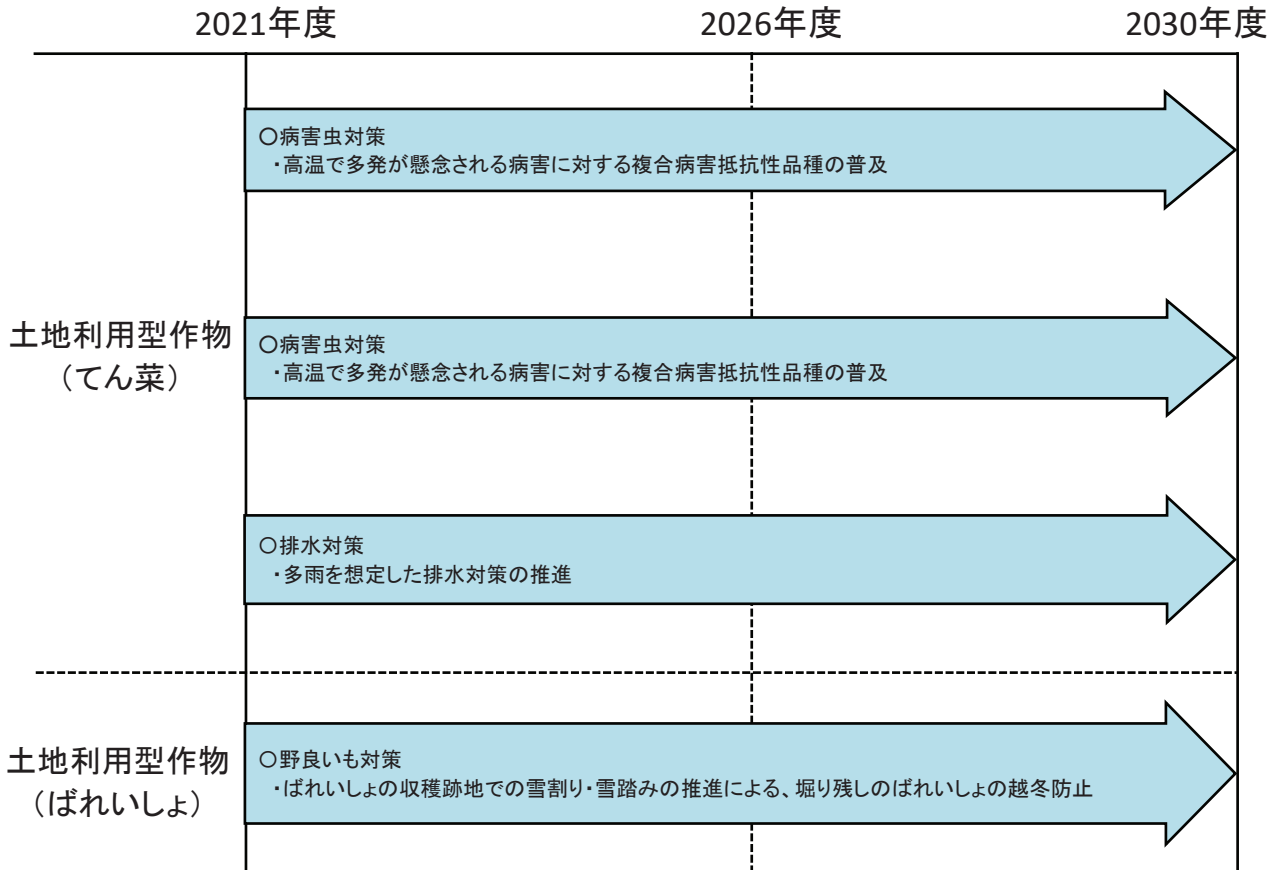 2021年度
2026年度
2030年度
○病害虫対策
・高温で多発が懸念される病害に対する複合病害抵抗性品種の普及
土地利用型作物
（てん菜）
○病害虫対策
・高温で多発が懸念される病害に対する複合病害抵抗性品種の普及
○排水対策
・多雨を想定した排水対策の推進
土地利用型作物
（ばれいしょ）
○野良いも対策
・ばれいしょの収穫跡地での雪割り・雪踏みの推進による、堀り残しのばれいしょの越冬防止